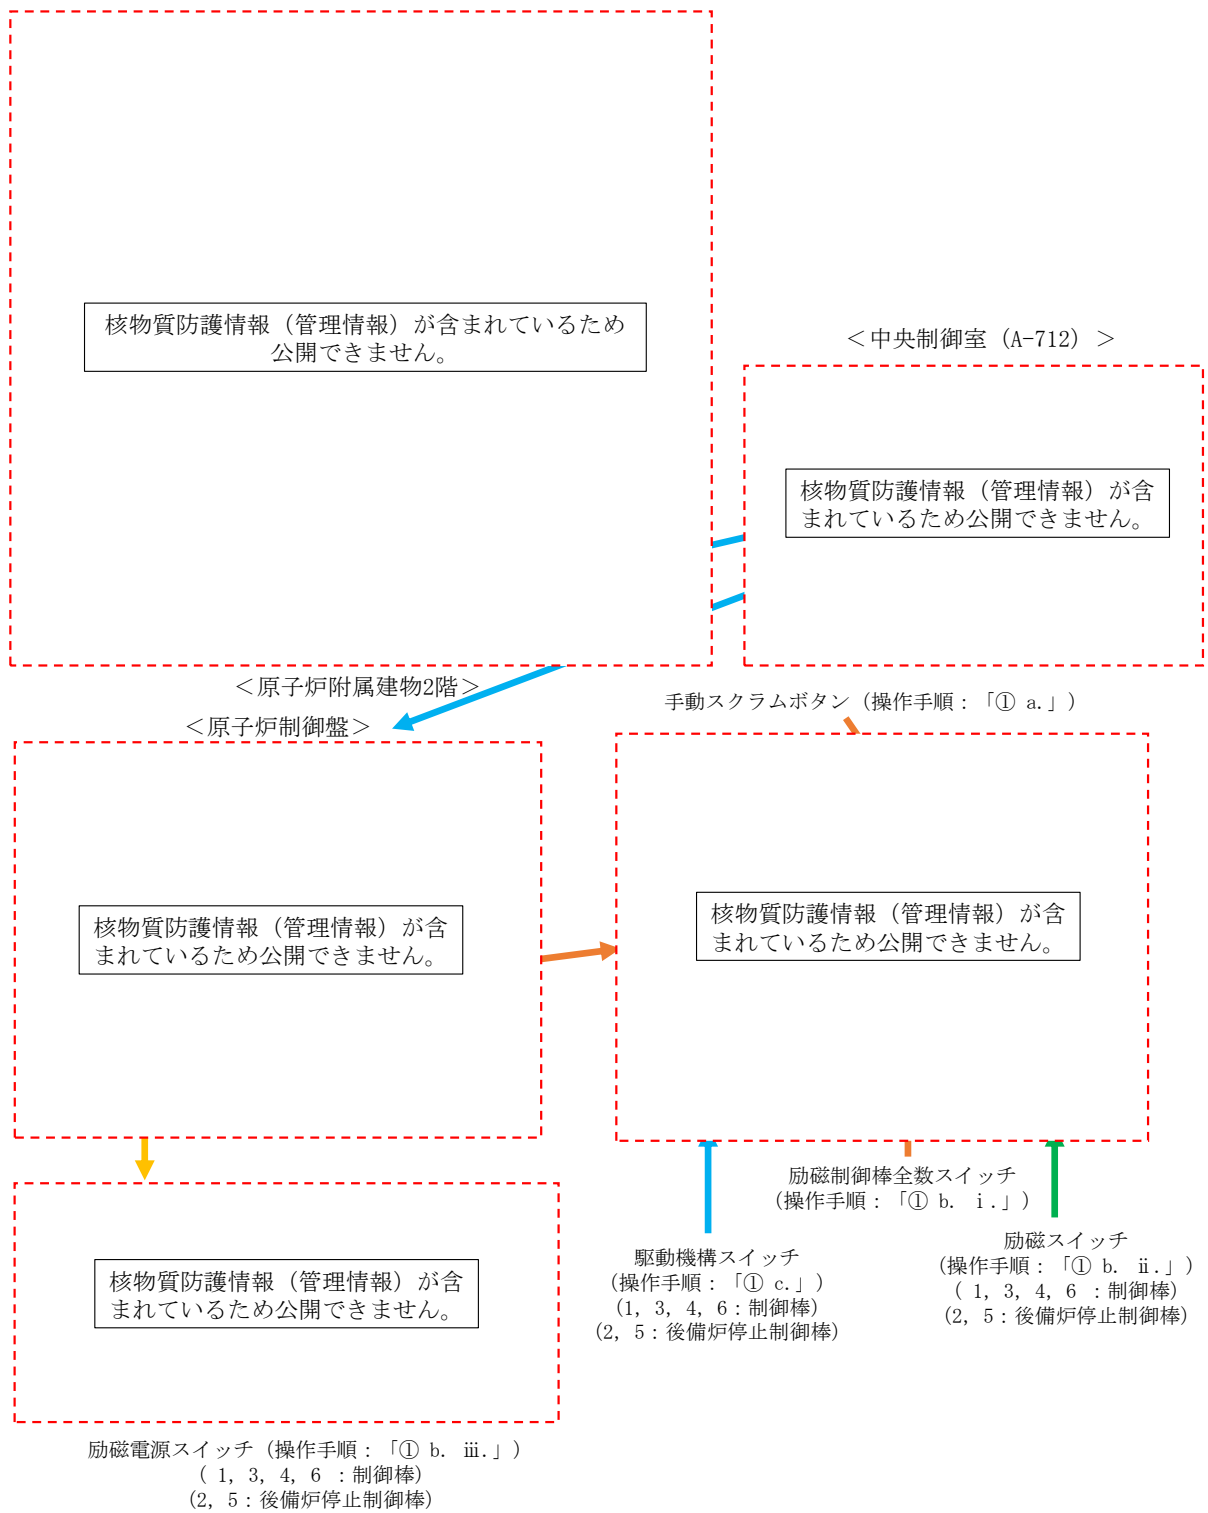 核物質防護情報（管理情報）が含まれているため
公開できません。
＜中央制御室（A-712）＞
核物質防護情報（管理情報）が含
まれているため公開できません。
＜原子炉附属建物2階＞
手動スクラムボタン（操作手順：「① a.」）
＜原子炉制御盤＞
核物質防護情報（管理情報）が含
まれているため公開できません。
核物質防護情報（管理情報）が含
まれているため公開できません。
励磁制御棒全数スイッチ
（操作手順：「① b. ⅰ.」）
励磁スイッチ
（操作手順：「① b. ⅱ.」）
（ 1, 3, 4, 6 ：制御棒）
（2, 5：後備炉停止制御棒）
駆動機構スイッチ
（操作手順：「① c.」）
（1, 3, 4, 6：制御棒）
（2, 5：後備炉停止制御棒）
核物質防護情報（管理情報）が含
まれているため公開できません。
励磁電源スイッチ（操作手順：「① b. ⅲ.」）
（ 1, 3, 4, 6 ：制御棒）
（2, 5：後備炉停止制御棒）